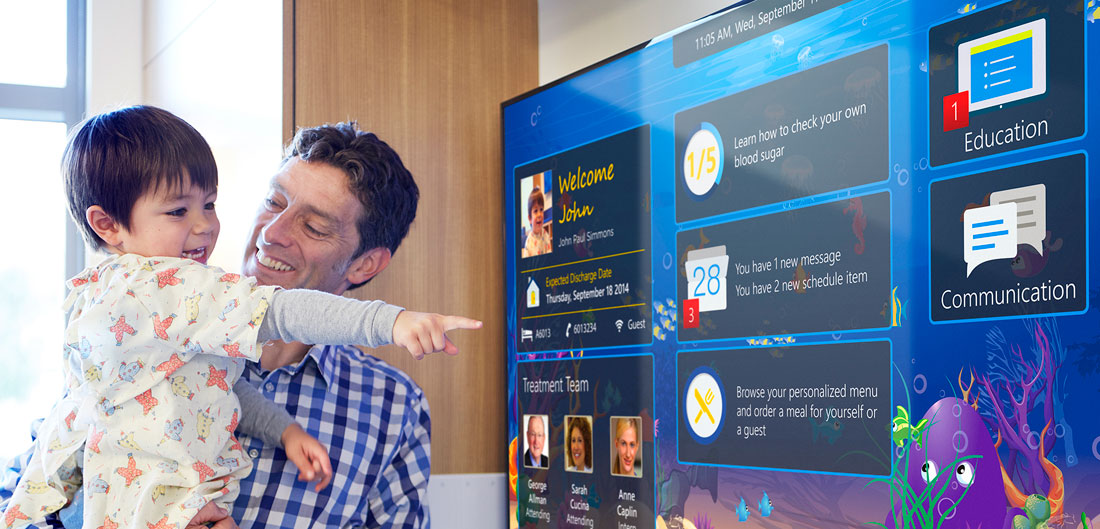 11:05 AM, Wed, September
Welcome
John
John Paul Simmons
Expected Discharge Date
Thursday, September 18 2014
A6013 6013234 Guest
Treatment Team
George
Allman
Attending
Sarah
Cucina
Attending
Anne
Caplin
Intern
1/5
Learn how to check your own
blood sugar
28
3
You have 1 new message
You have 2 new schedule item
Browse your personalized menu
and order a meal for yourself or
a guest
1
Education
Communication